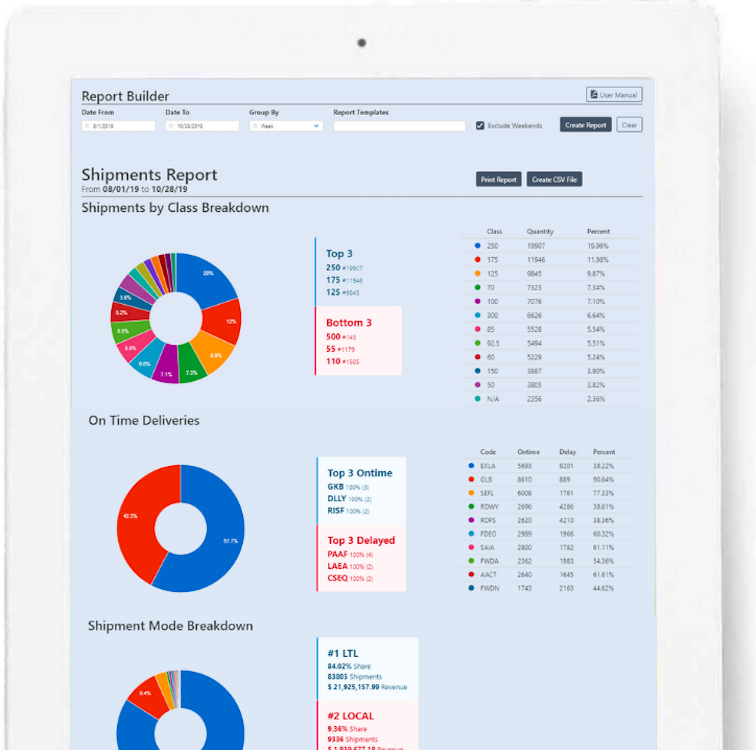 Report Builder
User Manual
Date From Date To Group By Report Templates
8/1/2019 10/28/2019 Week Exclude Weekends Create Report Clear
Shipments Report
Print Report Create CSV File
From 08/01/19 to 10/28/19
Shipments by Class Breakdown
20%
12%
9.9%
7.3%
7.1%
6.6%
5.5%
5.5%
5.2%
3.9%
Top 3
250 #19907
175 #11946
125 #9845
Bottom 3
500 #143
55 #1179
110 #1505
Class Quantity Percent
250 19907 19.96%
175 11946 11.98%
125 9845 9.87%
70 7323 7.34%
100 7076 7.10%
300 6626 6.64%
85 5528 5.54%
92.5 5494 5.51%
60 5229 5.24%
150 3887 3.90%
50 3805 3.82%
N/A 2356 2.36%
On Time Deliveries
42.3%
57.7%
Top 3 Ontime
GKB 100% (3)
DLLY 100% (2)
RISF 100% (2)
Top 3 Delayed
PAAF 100% (4)
LAEA 100% (2)
CSEQ 100% (2)
Code Ontime Delay Percent
EXLA 5693 9201 38.22%
GLB 8610 889 90.64%
SEFL 6008 1761 77.33%
RDWY 2696 4286 38.61%
RDFS 2620 4210 38.36%
FDEG 2989 1966 60.32%
SAIA 2800 1782 61.11%
PWDA 2362 1983 54.36%
AACT 2640 1645 61.61%
FWDN 1743 2163 44.62%
Shipment Mode Breakdown
9.4%
#1 LTL
84.02% Share
83805 Shipments
$ 21,925,157.99 Revenue
#2 LOCAL
9.36% Share
9336 Shipments